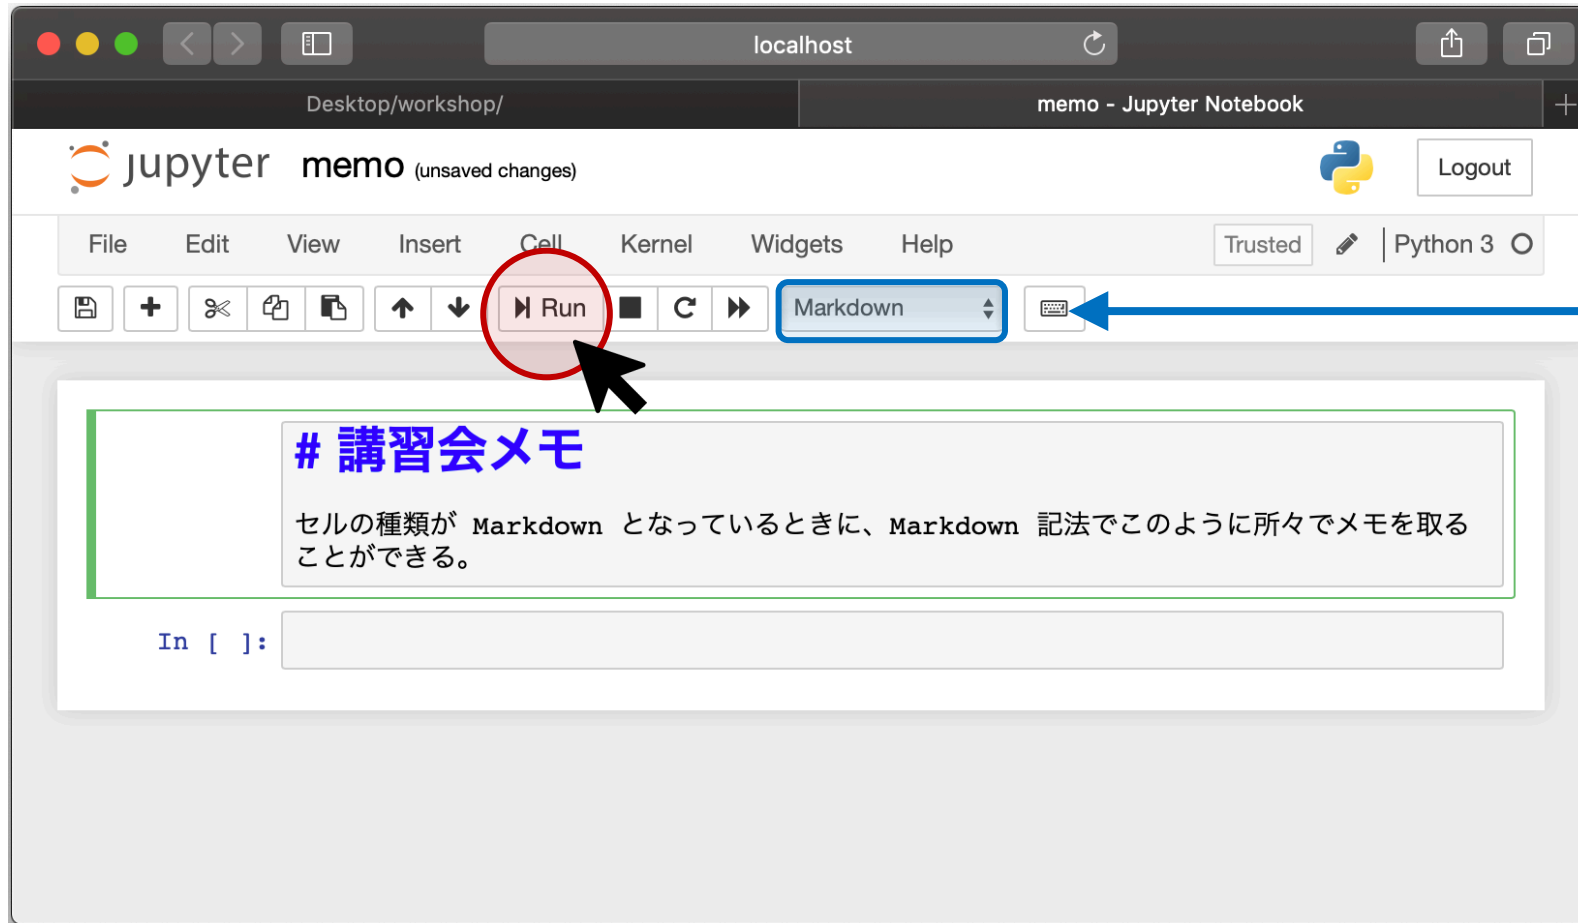 localhost
Desktop/workshop/
memo - Jupyter Notebook
jupyter memo (unsaved changes)
Logout
File Edit View Insert Cell Kernel Widgets Help
Trusted
Python 3
Run
Markdown
# 講習会メモ
セルの種類が Markdown となっているときに、Markdown 記法でこのように所々でメモを取る
ことができる。
In [ ]: